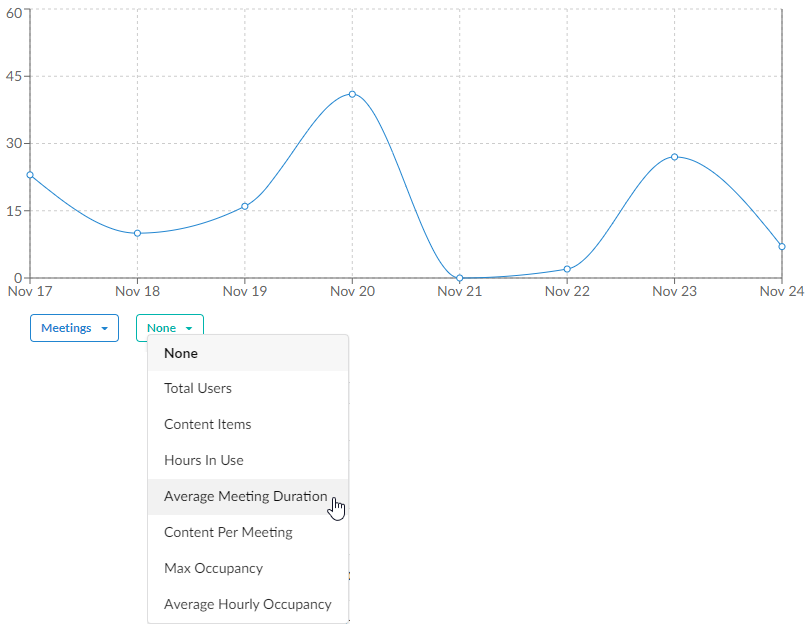 60
45
30
15
0
Nov 17 Nov 18 Nov 19 Nov 20 Nov 21 Nov 22 Nov 23 Nov 24
Meetings None
None
Total Users
Content Items
Hours In Use
Average Meeting Duration
Content Per Meeting
Max Occupancy
Average Hourly Occupancy